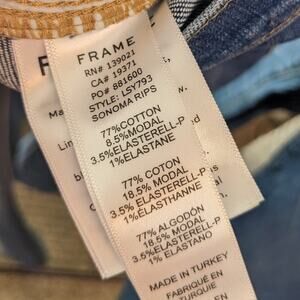 FRAME
RN# 139021
CA# 19371
PO# 881600
STYLE: LSY793
SONOMA RIPS
77%COTTON
8.5%MODAL
3.5%ELASTERELL-P
1%ELASTANE
77% COTON
18.5% MODAL
3.5% ELASTERELL-P
1%ELASTHANNE
77% ALGODÓN
18.5% MODAL
3.5%ELASTERELL-P
1% ELASTANO
MADE IN TURKEY
FABRIQUÉ EN
TURQUIE